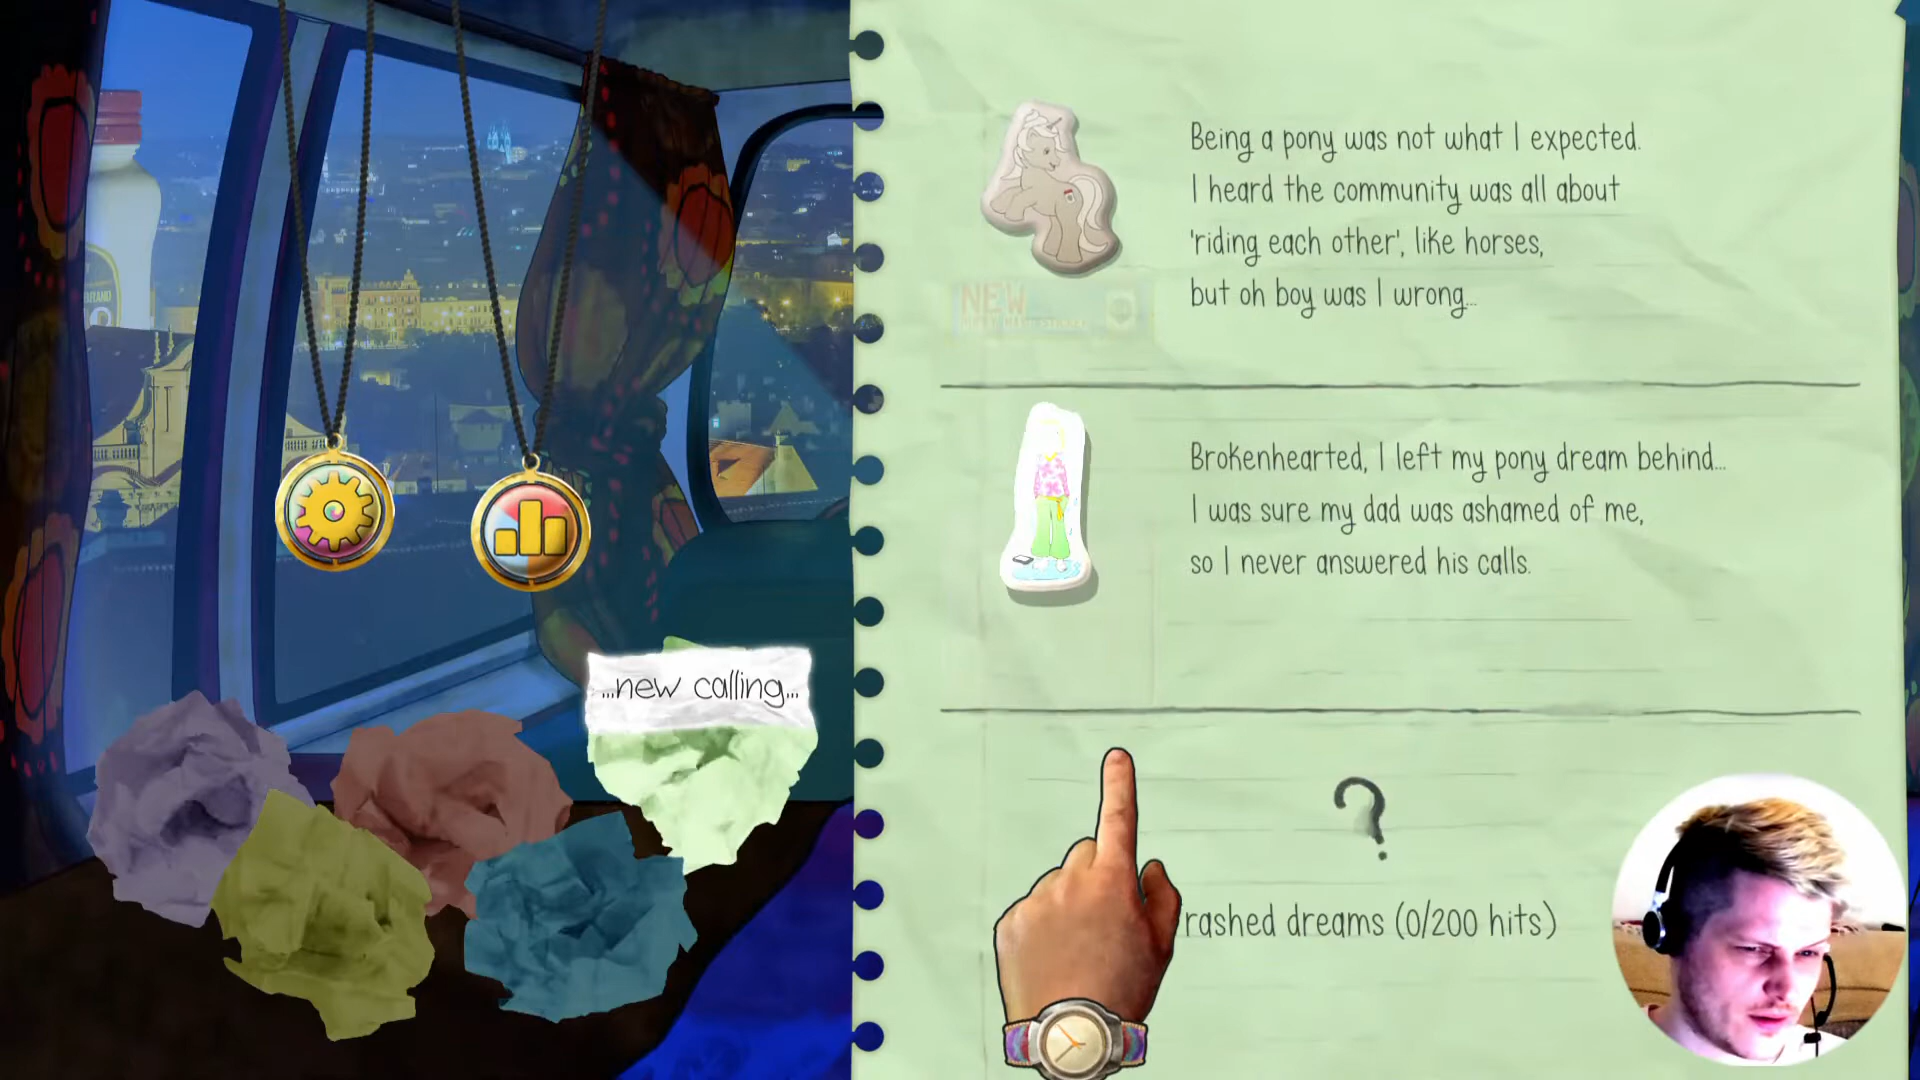 Being a pony was not what I expected.
I heard the community was all about
'riding each other', like horses,
but oh boy was I wrong...
NEW
Brokenhearted, I left my pony dream behind...
I was sure my dad was ashamed of me,
so I never answered his calls.
...new calling...
?
rashed dreams (0/200 hits)